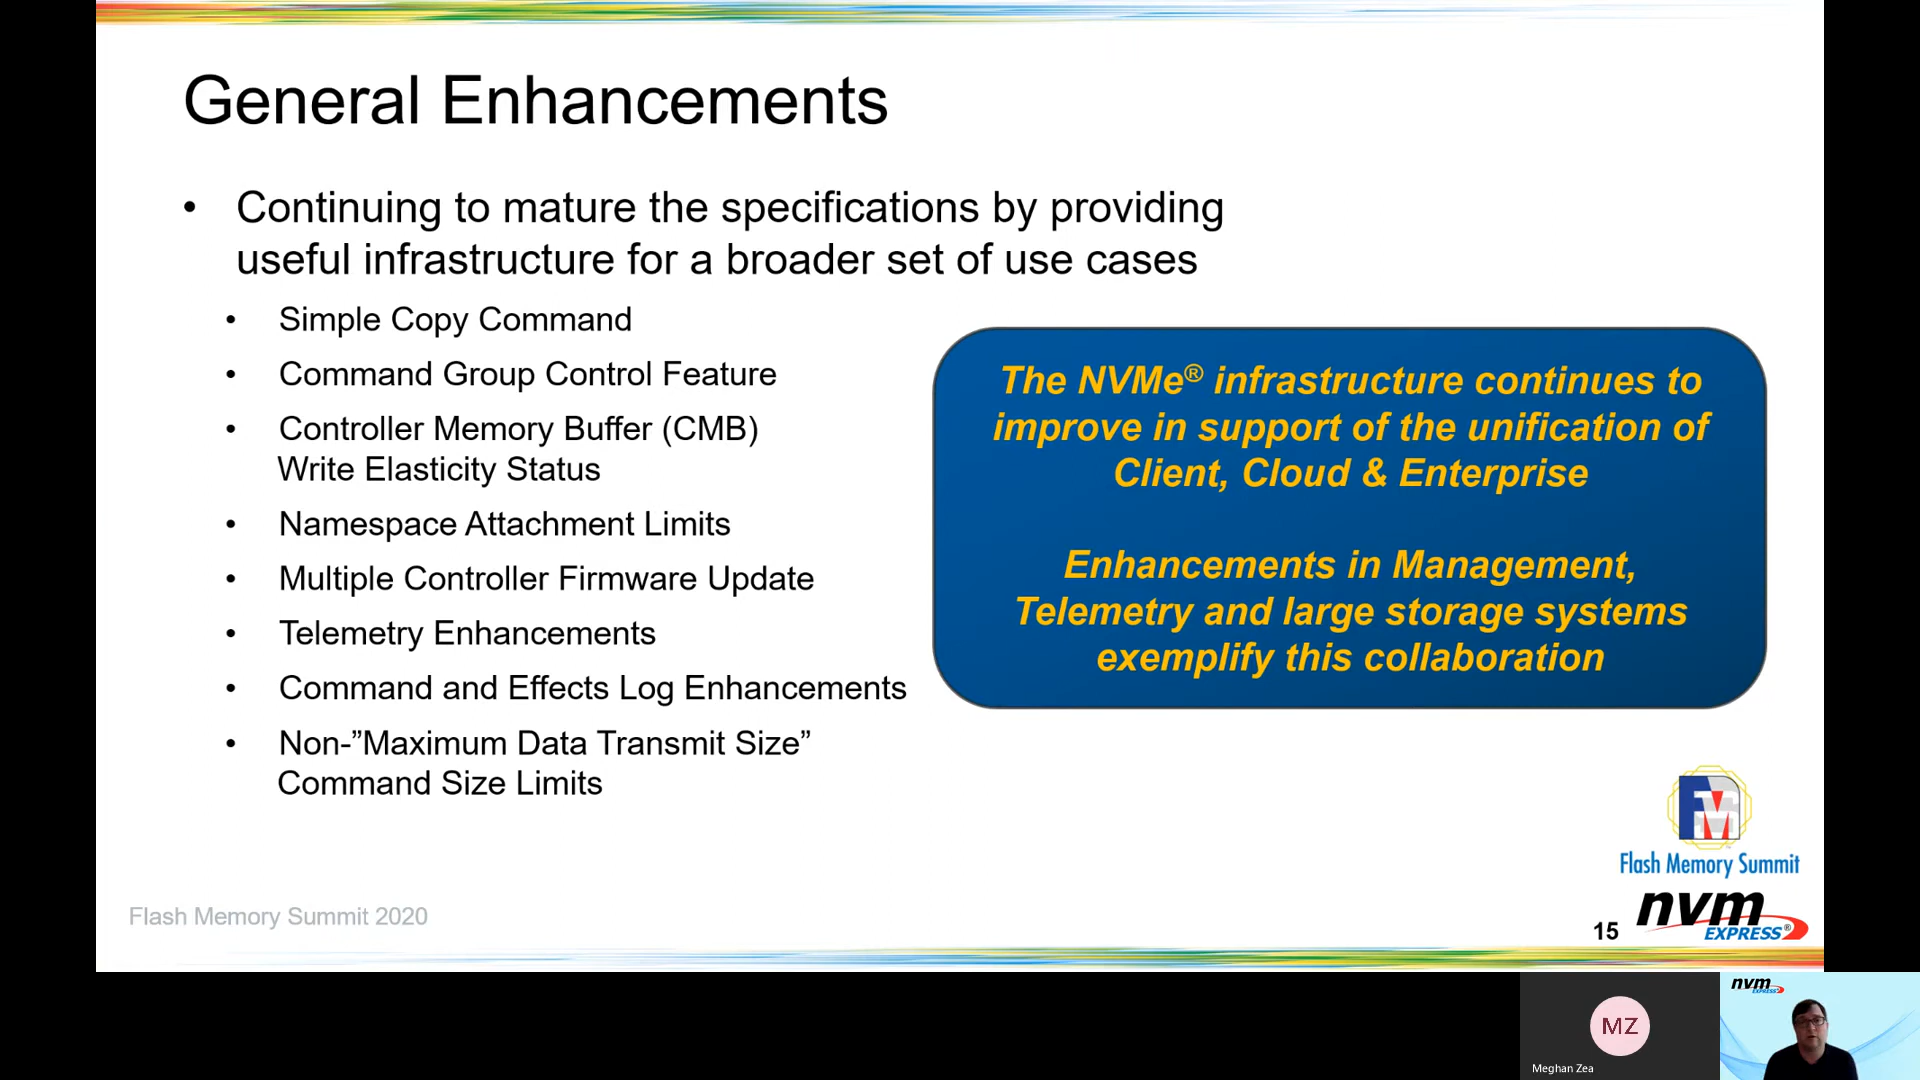 General Enhancements
• Continuing to mature the specifications by providing
useful infrastructure for a broader set of use cases
• Simple Copy Command
• Command Group Control Feature
• Controller Memory Buffer (CMB)
Write Elasticity Status
• Namespace Attachment Limits
• Multiple Controller Firmware Update
• Telemetry Enhancements
• Command and Effects Log Enhancements
• Non-”Maximum Data Transmit Size”
Command Size Limits
The NVMe® infrastructure continues to
improve in support of the unification of
Client, Cloud & Enterprise
Enhancements in Management,
Telemetry and large storage systems
exemplify this collaboration
FMS
Flash Memory Summit
Flash Memory Summit 2020
15
nvm
EXPRESS®
MZ
Meghan Zea
nvm
EXPRESS